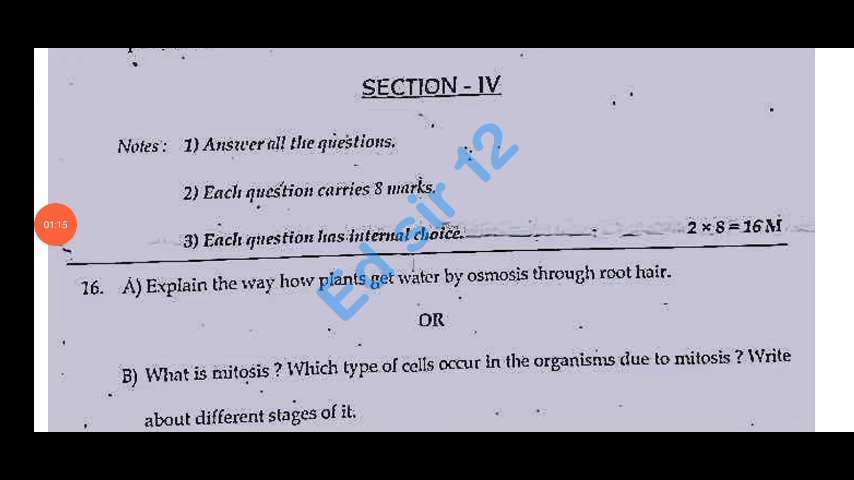 SECTION - IV
Notes : 1) Answer all the questions.
2) Each question carries 8 marks.
3) Each question has internal choice. 2 × 8 = 16 M
01:15
16. A) Explain the way how plants get water by osmosis through root hair.
OR
B) What is mitosis ? Which type of cells occur in the organisms due to mitosis ? Write
about different stages of it.
Ed sir 12